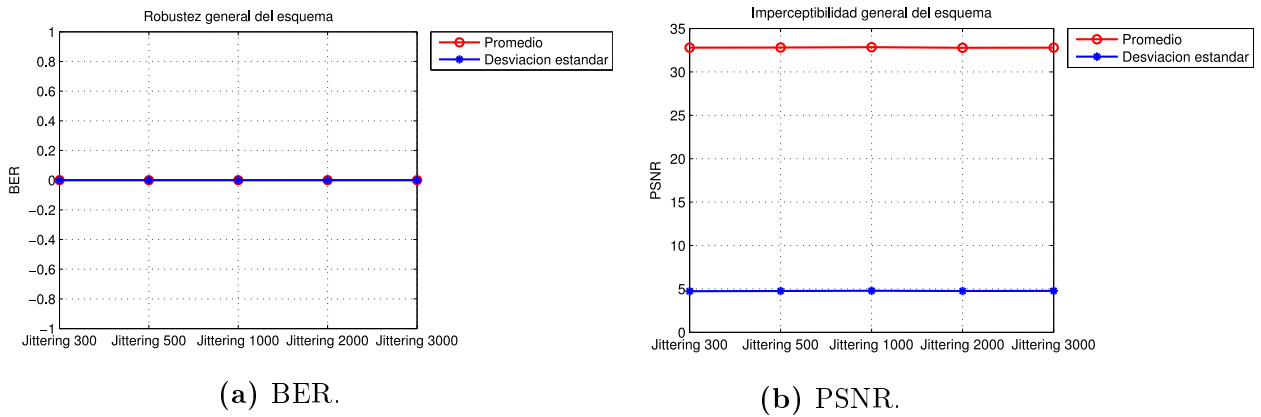 Robustez general del esquema
1
0.8
0.6
0.4
0.2
0
−0.2
−0.4
−0.6
−0.8
−1
BER
Jittering 300 Jittering 500 Jittering 1000 Jittering 2000 Jittering 3000
Promedio
Desviacion estandar
(a) BER.
Imperceptibilidad general del esquema
35
30
25
20
15
10
5
0
PSNR
Jittering 300 Jittering 500 Jittering 1000 Jittering 2000 Jittering 3000
Promedio
Desviacion estandar
(b) PSNR.